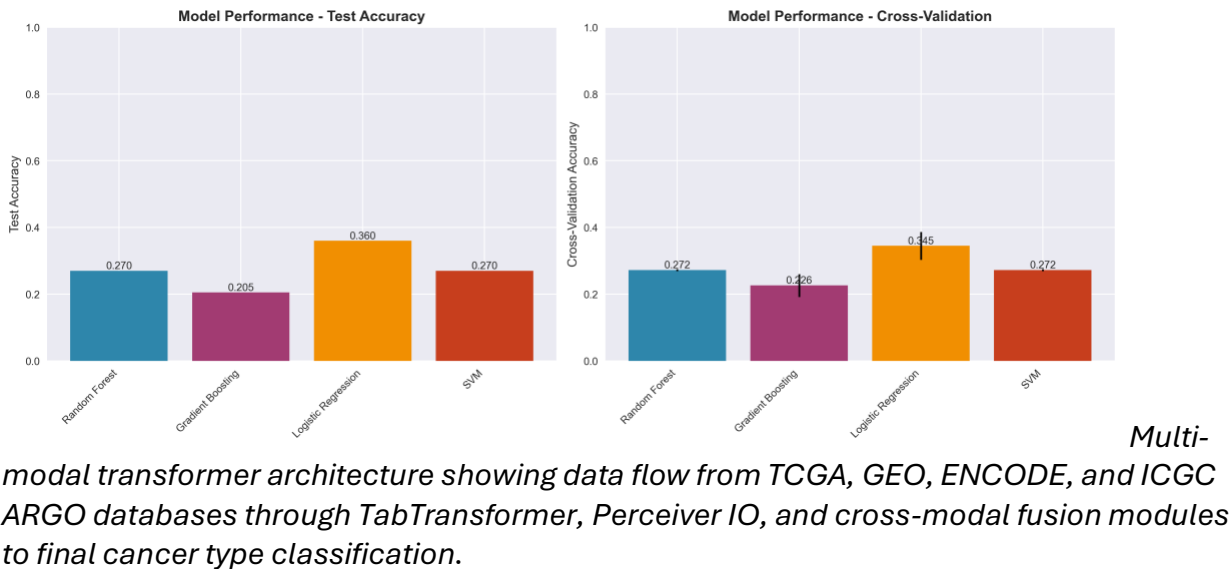 Model Performance - Test Accuracy
1.0
0.8
0.6
0.4
0.2
0.0
Test Accuracy
0.270
0.205
0.360
0.270
Random Forest
Gradient Boosting
Logistic Regression
SVM
Model Performance - Cross-Validation
1.0
0.8
0.6
0.4
0.2
0.0
Cross-Validation Accuracy
0.272
0.226
0.345
0.272
Random Forest
Gradient Boosting
Logistic Regression
SVM
Multi-
modal transformer architecture showing data flow from TCGA, GEO, ENCODE, and ICGC
ARGO databases through TabTransformer, Perceiver IO, and cross-modal fusion modules
to final cancer type classification.